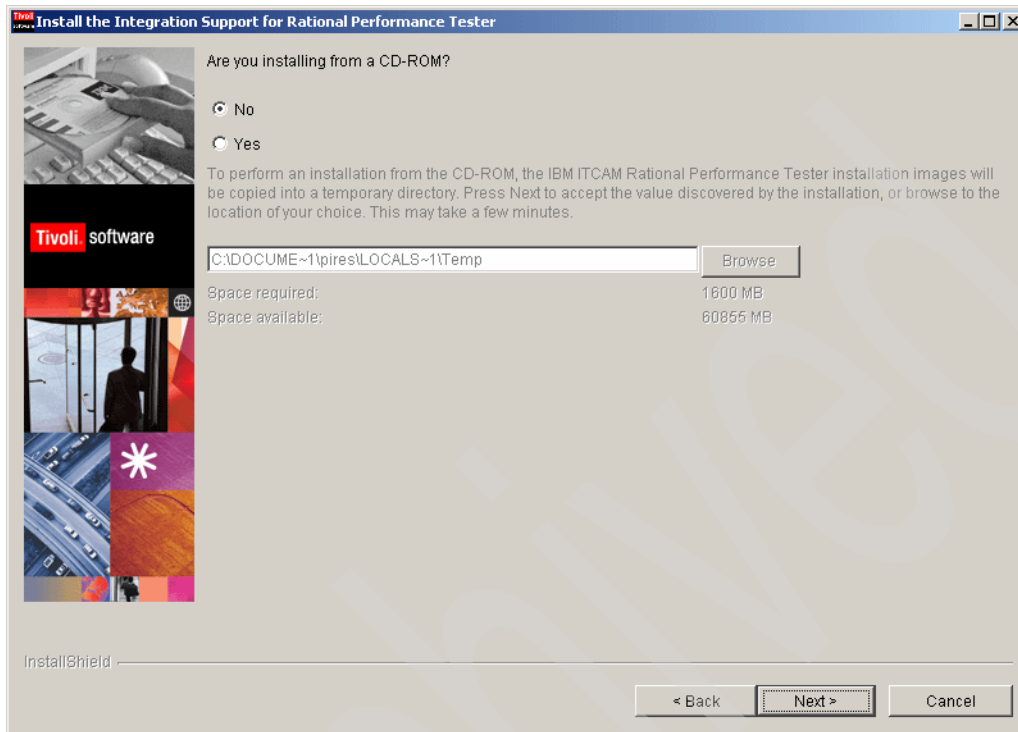 Install the Integration Support for Rational Performance Tester
Are you installing from a CD-ROM?
No
Yes
To perform an installation from the CD-ROM, the IBM ITCAM Rational Performance Tester installation images will
be copied into a temporary directory. Press Next to accept the value discovered by the installation, or browse to the
location of your choice. This may take a few minutes.
Tivoli. software
C:\DOCUME~1\pires\LOCALS~1\Temp
Browse
Space required:
1600 MB
Space available:
60855 MB
InstallShield
< Back
Next >
Cancel